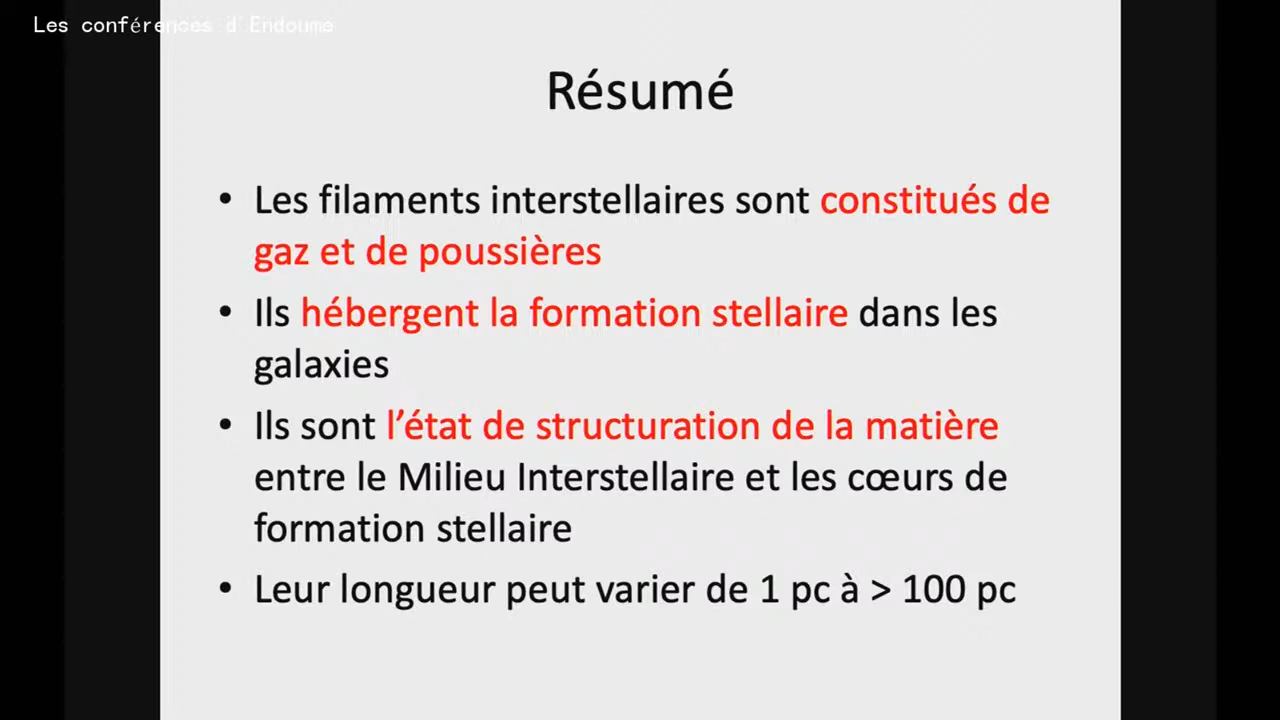 Les conférences d'Endoume
Résumé
• Les filaments interstellaires sont constitués de
gaz et de poussières
• Ils hébergent la formation stellaire dans les
galaxies
• Ils sont l’état de structuration de la matière
entre le Milieu Interstellaire et les cœurs de
formation stellaire
• Leur longueur peut varier de 1 pc à > 100 pc